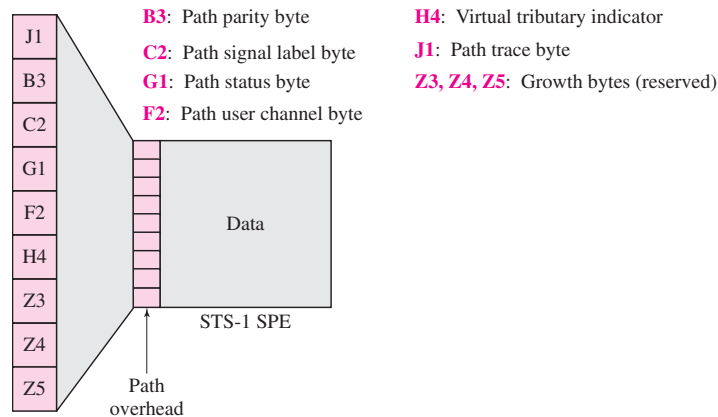 B3: Path parity byte
C2: Path signal label byte
G1: Path status byte
F2: Path user channel byte
H4: Virtual tributary indicator
J1: Path trace byte
Z3, Z4, Z5: Growth bytes (reserved)
J1
B3
C2
G1
F2
H4
Z3
Z4
Z5
Data
STS-1 SPE
Path
overhead